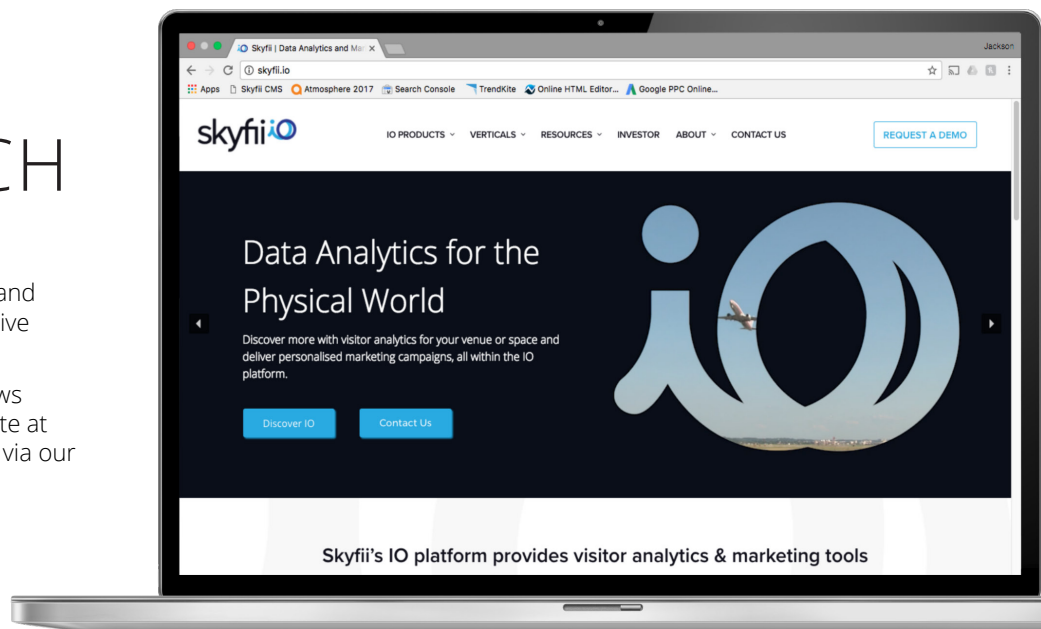 CH
and
ive
ws
te at
via our
Skyfii | Data Analytics and Mar
Jackson
skyfii.io
Apps Skyfii CMS Atmosphere 2017 Search Console TrendKite Online HTML Editor... Google PPC Online...
skyfii iO
IO PRODUCTS VERTICALS RESOURCES INVESTOR ABOUT CONTACT US REQUEST A DEMO
Data Analytics for the
Physical World
Discover more with visitor analytics for your venue or space and
deliver personalised marketing campaigns, all within the IO
platform.
Discover IO Contact Us
iO
Skyfii's IO platform provides visitor analytics & marketing tools